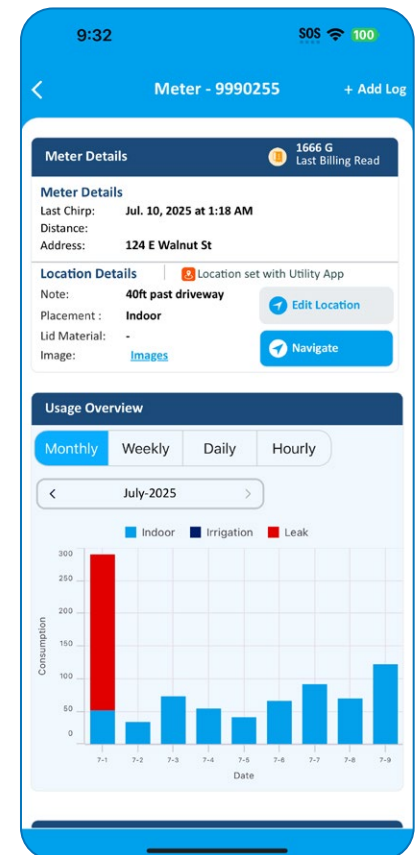 9:32
SOS
100
Meter - 9990255
+ Add Log
Meter Details
1666 G
Last Billing Read
Meter Details
Last Chirp: Jul. 10, 2025 at 1:18 AM
Distance:
Address: 124 E Walnut St
Location Details
Location set with Utility App
Note: 40ft past driveway
Edit Location
Placement : Indoor
Lid Material: -
Navigate
Image: Images
Usage Overview
Monthly Weekly Daily Hourly
July-2025
Indoor Irrigation Leak
Consumption
300
250
200
150
100
50
0
7-1 7-2 7-3 7-4 7-5 7-6 7-7 7-8 7-9
Date